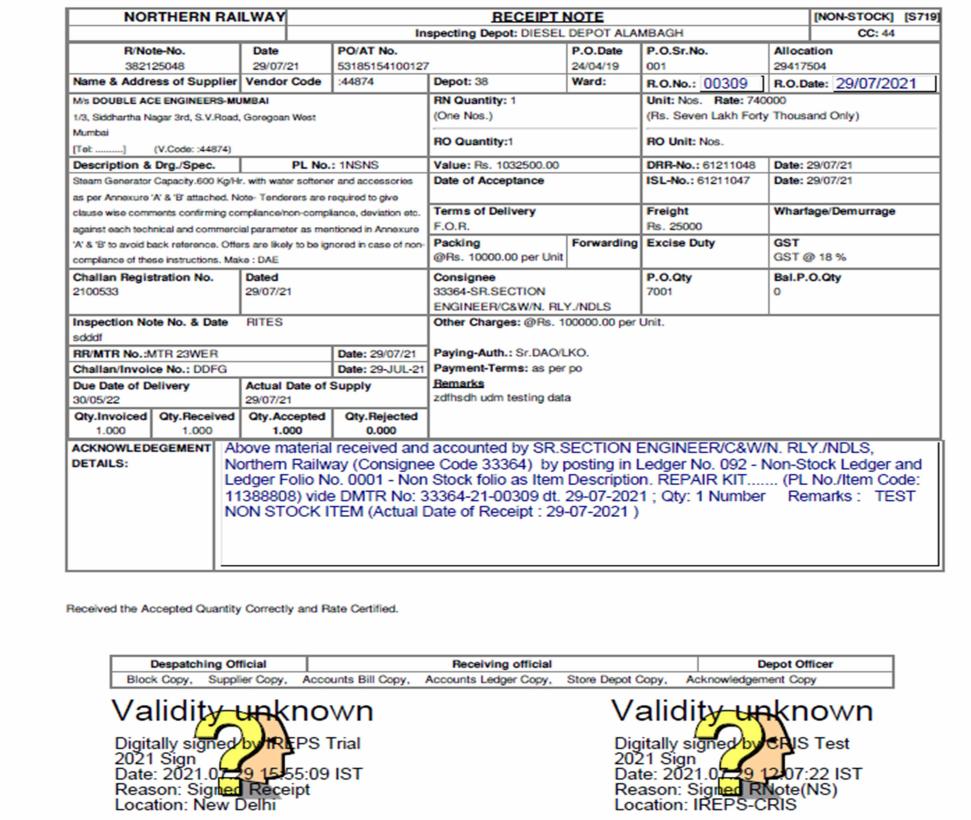 NORTHERN RAILWAY RECEIPT NOTE [NON-STOCK] [S719]
Inspecting Depot: DIESEL DEPOT ALAMBAGH CC: 44
R/Note-No. Date PO/AT No. P.O.Date P.O.Sr.No. Allocation
382125048 29/07/21 53185154100127 24/04/19 001 29417504
Name & Address of Supplier Vendor Code :44874 Depot: 38 Ward: R.O.No.: 00309 R.O.Date: 29/07/2021
M/s DOUBLE ACE ENGINEERS-MUMBAI
1/3, Siddhartha Nagar 3rd, S.V.Road, Goregoan West
Mumbai
[Tel: .........] (V.Code: :44874)
RN Quantity: 1
(One Nos.)
RO Quantity:1
Unit: Nos. Rate: 740000
(Rs. Seven Lakh Forty Thousand Only)
RO Unit: Nos.
Description & Drg./Spec. PL No.: 1NSNS
Value: Rs. 1032500.00 DRR-No.: 61211048 Date: 29/07/21
Steam Generator Capacity.600 Kg/Hr. with water softener and accessories
as per Annexure 'A' & 'B' attached. Note- Tenderers are required to give
clause wise comments confirming compliance/non-compliance, deviation etc.
against each technical and commercial parameter as mentioned in Annexure
'A' & 'B' to avoid back reference. Offers are likely to be ignored in case of non-
compliance of these instructions. Make : DAE
Date of Acceptance ISL-No.: 61211047 Date: 29/07/21
Terms of Delivery Freight Wharfage/Demurrage
F.O.R. Rs. 25000
Packing Forwarding Excise Duty GST
@Rs. 10000.00 per Unit GST @ 18 %
Challan Registration No. Dated
2100533 29/07/21
Consignee P.O.Qty Bal.P.O.Qty
33364-SR.SECTION 7001 0
ENGINEER/C&W/N. RLY./NDLS
Inspection Note No. & Date RITES
sdddf
RR/MTR No.:MTR 23WER Date: 29/07/21
Challan/Invoice No.: DDFG Date: 29-JUL-21
Due Date of Delivery Actual Date of Supply
30/05/22 29/07/21
Qty.Invoiced Qty.Received Qty.Accepted Qty.Rejected
1.000 1.000 1.000 0.000
Other Charges: @Rs. 100000.00 per Unit.
Paying-Auth.: Sr.DAO/LKO.
Payment-Terms: as per po
Remarks
zdfhsdh udm testing data
ACKNOWLEDEGEMENT
DETAILS:
Above material received and accounted by SR.SECTION ENGINEER/C&W/N. RLY./NDLS,
Northern Railway (Consignee Code 33364) by posting in Ledger No. 092 - Non-Stock Ledger and
Ledger Folio No. 0001 - Non Stock folio as Item Description. REPAIR KIT....... (PL No./Item Code:
11388808) vide DMTR No: 33364-21-00309 dt. 29-07-2021 ; Qty: 1 Number Remarks : TEST
NON STOCK ITEM (Actual Date of Receipt : 29-07-2021 )
Received the Accepted Quantity Correctly and Rate Certified.
Despatching Official Receiving official Depot Officer
Block Copy, Supplier Copy, Accounts Bill Copy, Accounts Ledger Copy, Store Depot Copy, Acknowledgement Copy
Validity unknown
Digitally signed by IREPS Trial
2021 Sign
Date: 2021.07.29 15:55:09 IST
Reason: Signed Receipt
Location: New Delhi
Validity unknown
Digitally signed by CRIS Test
2021 Sign
Date: 2021.07.29 12:07:22 IST
Reason: Signed RNote(NS)
Location: IREPS-CRIS